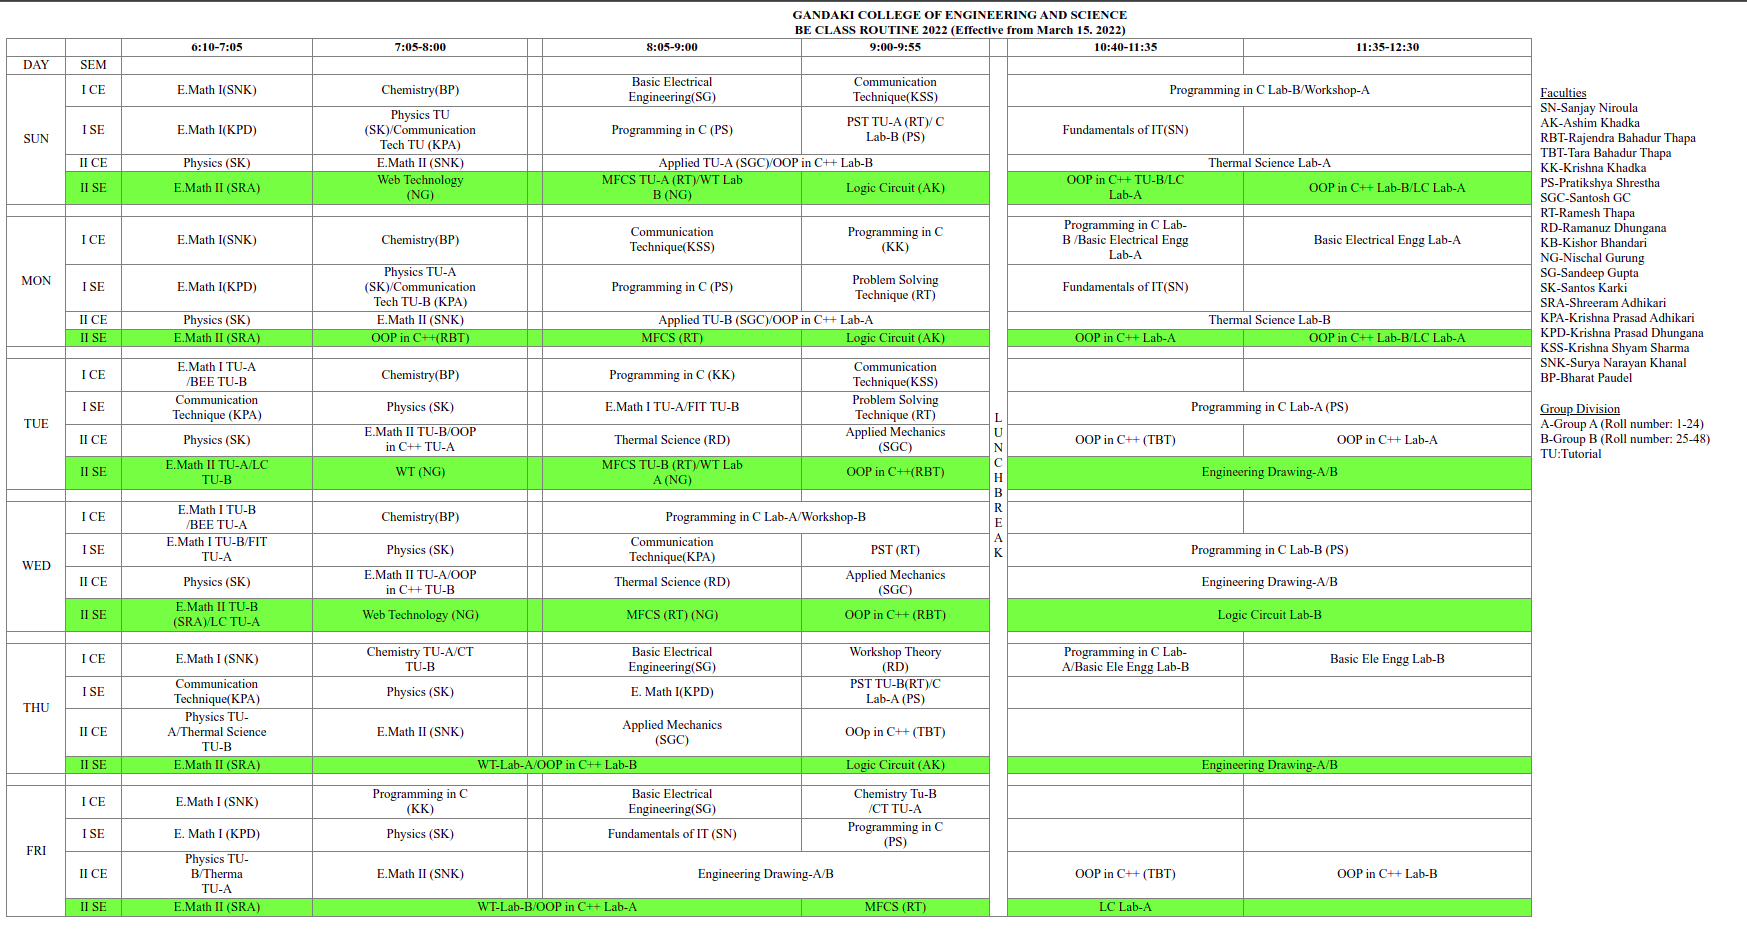 GANDAKI COLLEGE OF ENGINEERING AND SCIENCE
BE CLASS ROUTINE 2022 (Effective from March 15. 2022)
6:10-7:05 7:05-8:00 8:05-9:00 9:00-9:55 10:40-11:35 11:35-12:30
DAY SEM
SUN
I CE E.Math I(SNK) Chemistry(BP) Basic Electrical Engineering(SG) Communication Technique(KSS) Programming in C Lab-B/Workshop-A
I SE E.Math I(KPD) Physics TU (SK)/Communication Tech TU (KPA) Programming in C (PS) PST TU-A (RT)/ C Lab-B (PS) Fundamentals of IT(SN)
II CE Physics (SK) E.Math II (SNK) Applied TU-A (SGC)/OOP in C++ Lab-B Thermal Science Lab-A
II SE E.Math II (SRA) Web Technology (NG) MFCS TU-A (RT)/WT Lab B (NG) Logic Circuit (AK) OOP in C++ TU-B/LC Lab-A OOP in C++ Lab-B/LC Lab-A
MON
I CE E.Math I(SNK) Chemistry(BP) Communication Technique(KSS) Programming in C (KK) Programming in C Lab-B /Basic Electrical Engg Lab-A Basic Electrical Engg Lab-A
I SE E.Math I(KPD) Physics TU-A (SK)/Communication Tech TU-B (KPA) Programming in C (PS) Problem Solving Technique (RT) Fundamentals of IT(SN)
II CE Physics (SK) E.Math II (SNK) Applied TU-B (SGC)/OOP in C++ Lab-A Thermal Science Lab-B
II SE E.Math II (SRA) OOP in C++(RBT) MFCS (RT) Logic Circuit (AK) OOP in C++ Lab-A OOP in C++ Lab-B/LC Lab-A
TUE
I CE E.Math I TU-A /BEE TU-B Chemistry(BP) Programming in C (KK) Communication Technique(KSS)
I SE Communication Technique (KPA) Physics (SK) E.Math I TU-A/FIT TU-B Problem Solving Technique (RT) Programming in C Lab-A (PS)
II CE Physics (SK) E.Math II TU-B/OOP in C++ TU-A Thermal Science (RD) Applied Mechanics (SGC) OOP in C++ (TBT) OOP in C++ Lab-A
II SE E.Math II TU-A/LC TU-B WT (NG) MFCS TU-B (RT)/WT Lab A (NG) OOP in C++(RBT) Engineering Drawing-A/B
WED
I CE E.Math I TU-B /BEE TU-A Chemistry(BP) Programming in C Lab-A/Workshop-B
I SE E.Math I TU-B/FIT TU-A Physics (SK) Communication Technique(KPA) PST (RT) Programming in C Lab-B (PS)
II CE Physics (SK) E.Math II TU-A/OOP in C++ TU-B Thermal Science (RD) Applied Mechanics (SGC) Engineering Drawing-A/B
II SE E.Math II TU-B (SRA)/LC TU-A Web Technology (NG) MFCS (RT) (NG) OOP in C++ (RBT) Logic Circuit Lab-B
THU
I CE E.Math I (SNK) Chemistry TU-A/CT TU-B Basic Electrical Engineering(SG) Workshop Theory (RD) Programming in C Lab-A/Basic Ele Engg Lab-B Basic Ele Engg Lab-B
I SE Communication Technique(KPA) Physics (SK) E. Math I(KPD) PST TU-B(RT)/C Lab-A (PS)
II CE Physics TU-A/Thermal Science TU-B E.Math II (SNK) Applied Mechanics (SGC) OOp in C++ (TBT)
II SE E.Math II (SRA) WT-Lab-A/OOP in C++ Lab-B Logic Circuit (AK) Engineering Drawing-A/B
FRI
I CE E.Math I (SNK) Programming in C (KK) Basic Electrical Engineering(SG) Chemistry Tu-B /CT TU-A
I SE E. Math I (KPD) Physics (SK) Fundamentals of IT (SN) Programming in C (PS)
II CE Physics TU-B/Therma TU-A E.Math II (SNK) Engineering Drawing-A/B OOP in C++ (TBT) OOP in C++ Lab-B
II SE E.Math II (SRA) WT-Lab-B/OOP in C++ Lab-A MFCS (RT) LC Lab-A
L
U
N
C
H
B
R
E
A
K
Faculties
SN-Sanjay Niroula
AK-Ashim Khadka
RBT-Rajendra Bahadur Thapa
TBT-Tara Bahadur Thapa
KK-Krishna Khadka
PS-Pratikshya Shrestha
SGC-Santosh GC
RT-Ramesh Thapa
RD-Ramanuz Dhungana
KB-Kishor Bhandari
NG-Nischal Gurung
SG-Sandeep Gupta
SK-Santos Karki
SRA-Shreeram Adhikari
KPA-Krishna Prasad Adhikari
KPD-Krishna Prasad Dhungana
KSS-Krishna Shyam Sharma
SNK-Surya Narayan Khanal
BP-Bharat Paudel
Group Division
A-Group A (Roll number: 1-24)
B-Group B (Roll number: 25-48)
TU:Tutorial